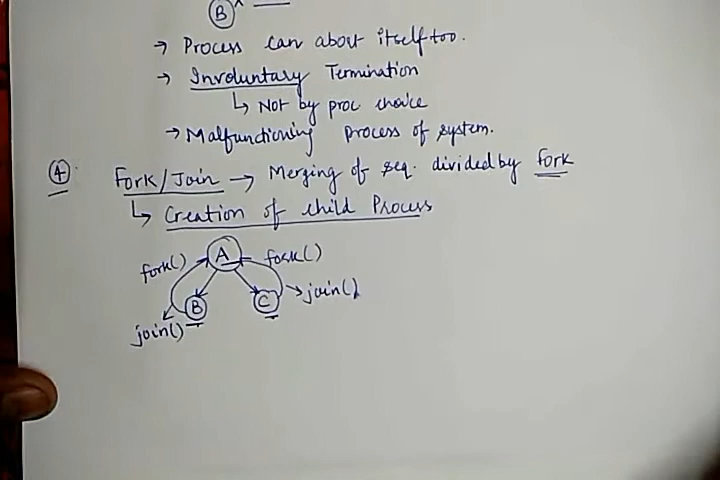 B
→ Process can about itself too.
→ Involuntary Termination
↳ Not by proc choice
→ Malfunctioning Process of system.
④ Fork/Join → Merging of seq. divided by fork
↳ Creation of child Process
fork() A fork()
B C → join()
join()